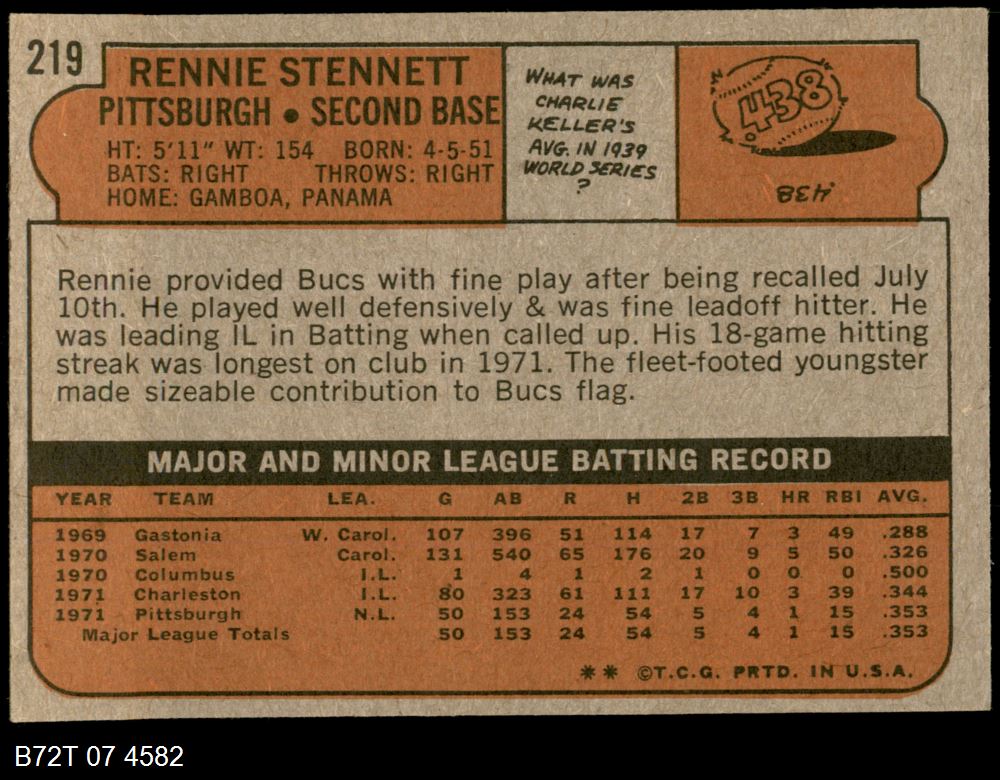 219
RENNIE STENNETT
PITTSBURGH • SECOND BASE
HT: 5'11" WT: 154 BORN: 4-5-51
BATS: RIGHT THROWS: RIGHT
HOME: GAMBOA, PANAMA
WHAT WAS
CHARLIE
KELLER'S
AVG. IN 1939
WORLD SERIES
?
438
.438
Rennie provided Bucs with fine play after being recalled July
10th. He played well defensively & was fine leadoff hitter. He
was leading IL in Batting when called up. His 18-game hitting
streak was longest on club in 1971. The fleet-footed youngster
made sizeable contribution to Bucs flag.
MAJOR AND MINOR LEAGUE BATTING RECORD
YEAR TEAM LEA. G AB R H 2B 3B HR RBI AVG.
1969 Gastonia W. Carol. 107 396 51 114 17 7 3 49 .288
1970 Salem Carol. 131 540 65 176 20 9 5 50 .326
1970 Columbus I.L. 1 4 1 2 1 0 0 0 .500
1971 Charleston I.L. 80 323 61 111 17 10 3 39 .344
1971 Pittsburgh N.L. 50 153 24 54 5 4 1 15 .353
Major League Totals 50 153 24 54 5 4 1 15 .353
** ©T.C.G. PRTD. IN U.S.A.
B72T 07 4582